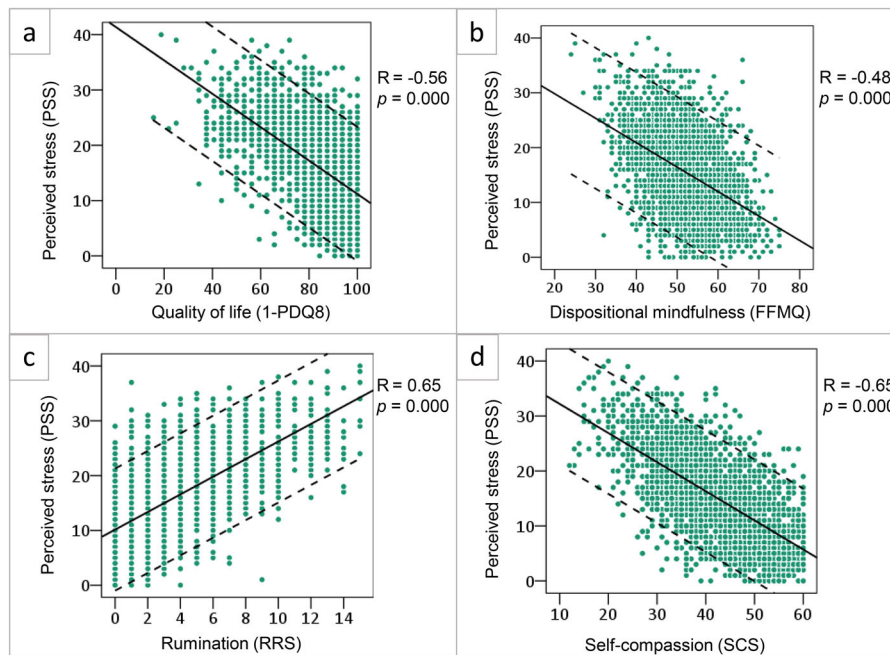 a
R = -0.56
p = 0.000
Perceived stress (PSS)
40
30
20
10
0
0 20 40 60 80 100
Quality of life (1-PDQ8)
b
R = -0.48
p = 0.000
Perceived stress (PSS)
40
30
20
10
0
20 30 40 50 60 70 80
Dispositional mindfulness (FFMQ)
c
R = 0.65
p = 0.000
Perceived stress (PSS)
40
30
20
10
0
0 2 4 6 8 10 12 14
Rumination (RRS)
d
R = -0.65
p = 0.000
Perceived stress (PSS)
40
30
20
10
0
10 20 30 40 50 60
Self-compassion (SCS)